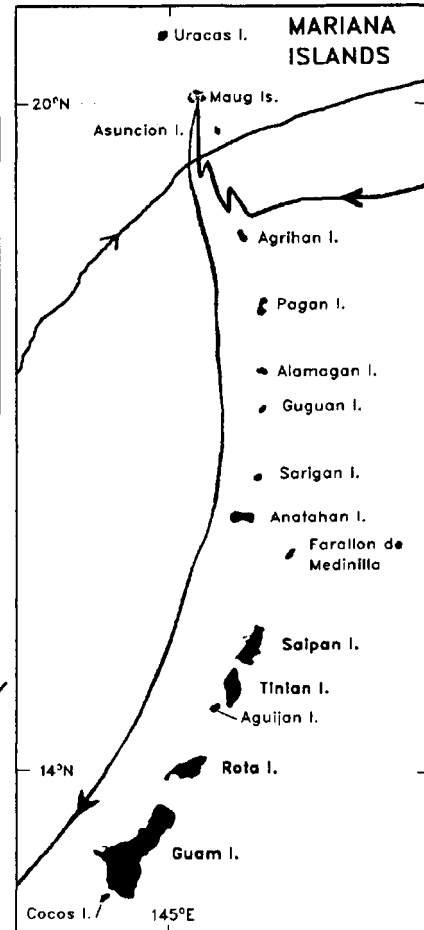 MARIANA
ISLANDS
Uracas I.
20°N
Maug Is.
Asuncion I.
Agrihan I.
Pagan I.
Alamagan I.
Guguan I.
Sarigan I.
Anatahan I.
Farallon de
Medinilla
Saipan I.
Tinian I.
Aguijan I.
14°N
Rota I.
Guam I.
Cocos I.
145°E